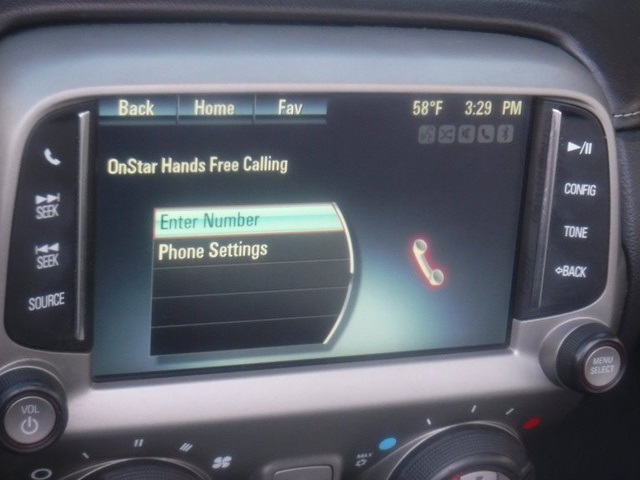 Back Home Fav 58°F 3:29 PM
OnStar Hands Free Calling
Enter Number
Phone Settings
SEEK
SEEK
SOURCE
VOL
CONFIG
TONE
BACK
MENU
SELECT
MAX